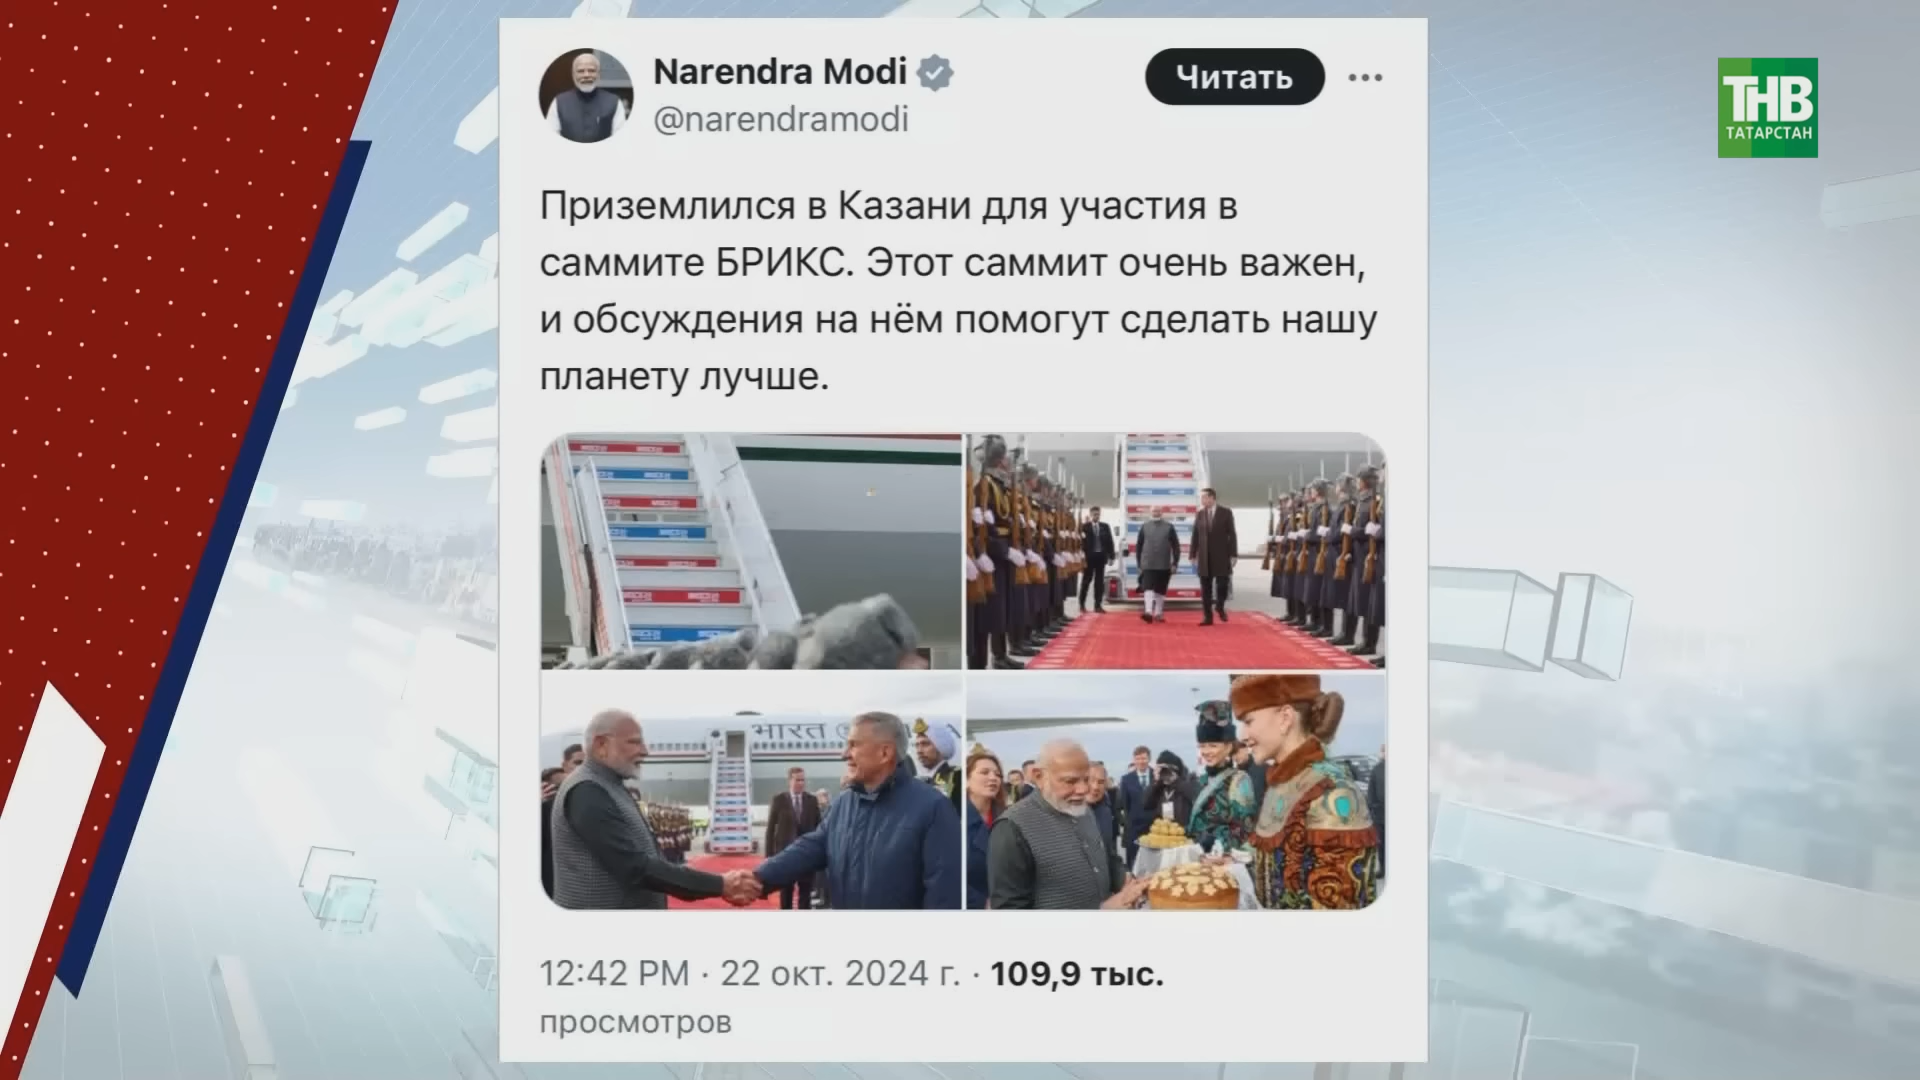 Narendra Modi
@narendramodi
Читать
ТНВ
ТАТАРСТАН
Приземлился в Казани для участия в
саммите БРИКС. Этот саммит очень важен,
и обсуждения на нём помогут сделать нашу
планету лучше.
भारत
12:42 PM · 22 окт. 2024 г. · 109,9 тыс.
просмотров